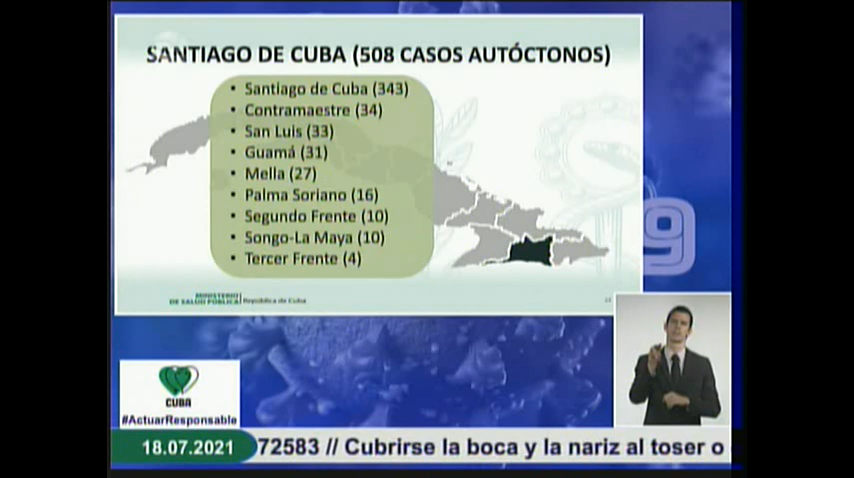 SANTIAGO DE CUBA (508 CASOS AUTÓCTONOS)
• Santiago de Cuba (343)
• Contramaestre (34)
• San Luis (33)
• Guamá (31)
• Mella (27)
• Palma Soriano (16)
• Segundo Frente (10)
• Songo-La Maya (10)
• Tercer Frente (4)
MINISTERIO
DE SALUD PÚBLICA República de Cuba
9
CUBA
#ActuarResponsable
18.07.2021 72583 // Cubrirse la boca y la nariz al toser o